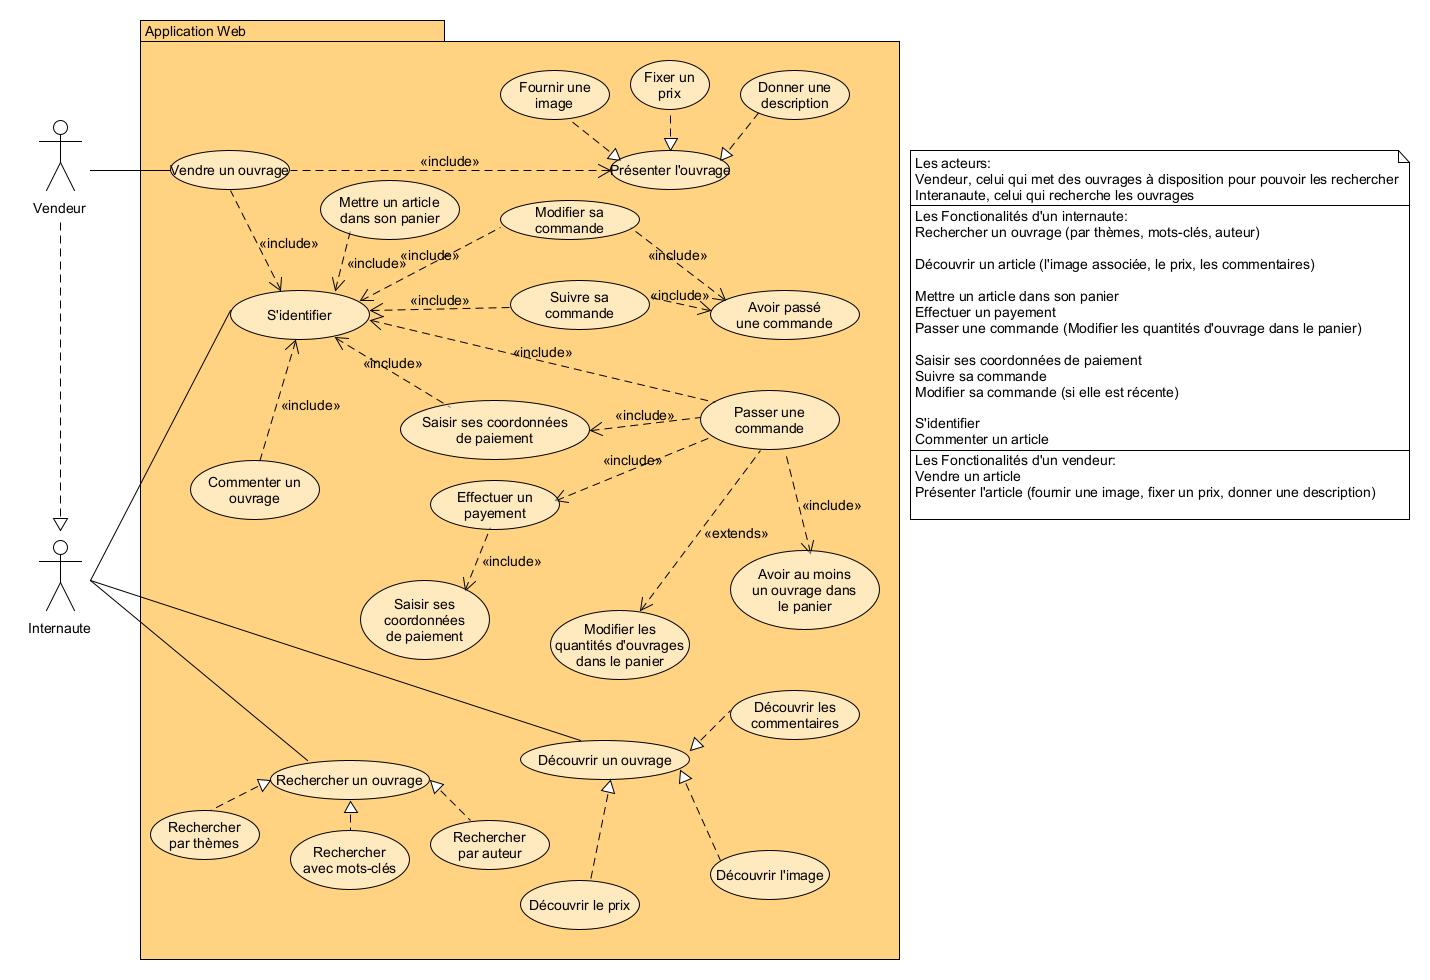 Application Web
Fournir une
image
Fixer un
prix
Donner une
description
Vendeur
Vendre un ouvrage
«include»
Présenter l'ouvrage
Mettre un article
dans son panier
Modifier sa
commande
«include»
«include»
«include»
«include»
S'identifier
«include»
Suivre sa
commande
«include»
Avoir passé
une commande
«include»
«include»
«include»
Saisir ses coordonnées
de paiement
«include»
Passer une
commande
Commenter un
ouvrage
«include»
Effectuer un
payement
«include»
«extends»
«include»
Saisir ses
coordonnées
de paiement
Modifier les
quantités d'ouvrages
dans le panier
Avoir au moins
un ouvrage dans
le panier
Internaute
Découvrir les
commentaires
Découvrir un ouvrage
Rechercher un ouvrage
Rechercher
par thèmes
Rechercher
avec mots-clés
Rechercher
par auteur
Découvrir le prix
Découvrir l'image
Les acteurs:
Vendeur, celui qui met des ouvrages à disposition pour pouvoir les rechercher
Interanaute, celui qui recherche les ouvrages
Les Fonctionalités d'un internaute:
Rechercher un ouvrage (par thèmes, mots-clés, auteur)
Découvrir un article (l'image associée, le prix, les commentaires)
Mettre un article dans son panier
Effectuer un payement
Passer une commande (Modifier les quantités d'ouvrage dans le panier)
Saisir ses coordonnées de paiement
Suivre sa commande
Modifier sa commande (si elle est récente)
S'identifier
Commenter un article
Les Fonctionalités d'un vendeur:
Vendre un article
Présenter l'article (fournir une image, fixer un prix, donner une description)